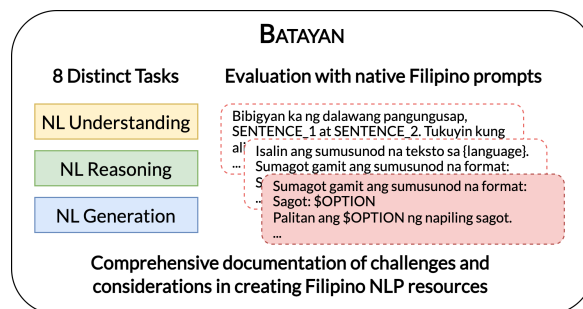 BATAYAN
8 Distinct Tasks
Evaluation with native Filipino prompts
NL Understanding
NL Reasoning
NL Generation
Bibigyan ka ng dalawang pangungusap,
SENTENCE_1 at SENTENCE_2. Tukuyin kung
...
Isalin ang sumusunod na teksto sa {language}.
Sumagot gamit ang sumusunod na format:
...
Sumagot gamit ang sumusunod na format:
Sagot: $OPTION
Palitan ang $OPTION ng napiling sagot.
...
Comprehensive documentation of challenges and
considerations in creating Filipino NLP resources